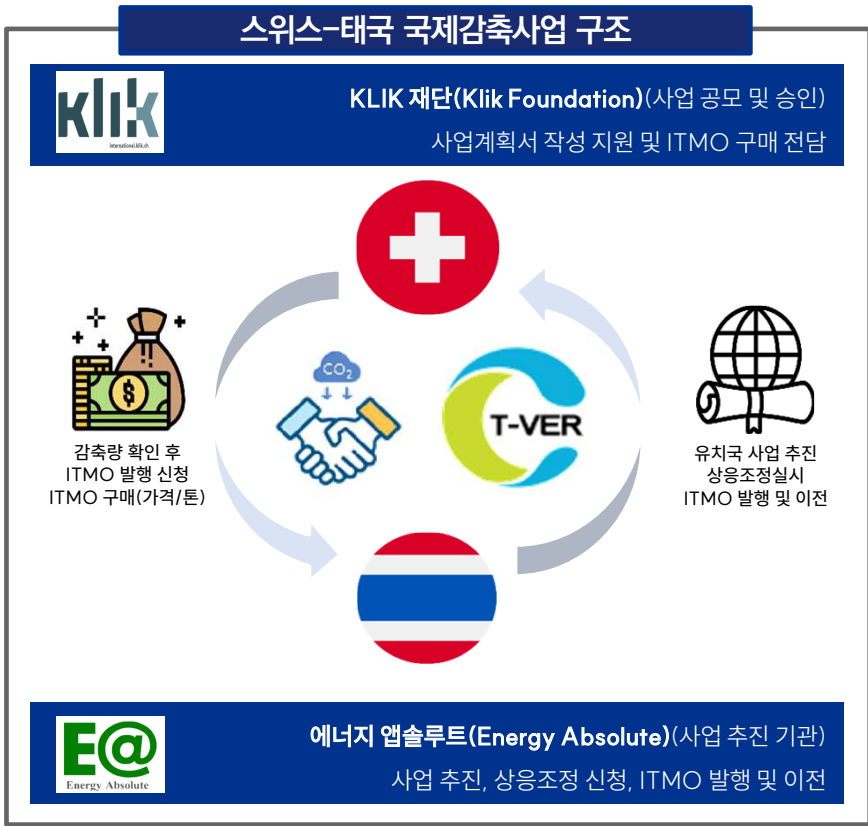 스위스-태국 국제감축사업 구조
klik
international.klik.ch
KLIK 재단(Klik Foundation)(사업 공모 및 승인)
사업계획서 작성 지원 및 ITMO 구매 전담
CO2
T-VER
$
감축량 확인 후
ITMO 발행 신청
ITMO 구매(가격/톤)
유치국 사업 추진
상응조정실시
ITMO 발행 및 이전
E@
Energy Absolute
에너지 앱솔루트(Energy Absolute)(사업 추진 기관)
사업 추진, 상응조정 신청, ITMO 발행 및 이전